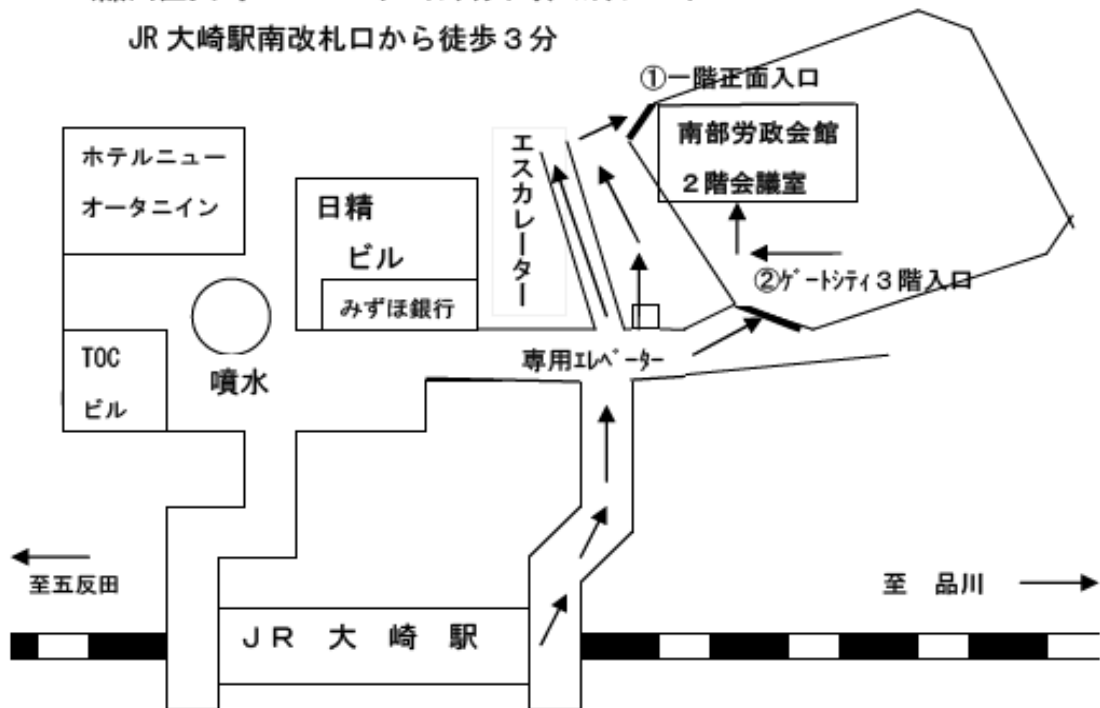 JR 大崎駅南改札口から徒歩３分
①一階正面入口
南部労政会館
２階会議室
ホテルニュー
オータニイン
エスカレーター
日精
ビル
みずほ銀行
②ｹﾞｰﾄｼﾃｨ３階入口
TOC
ビル
噴水
専用ｴﾚﾍﾞｰﾀｰ
至五反田
至　品川
ＪＲ　大　崎　駅